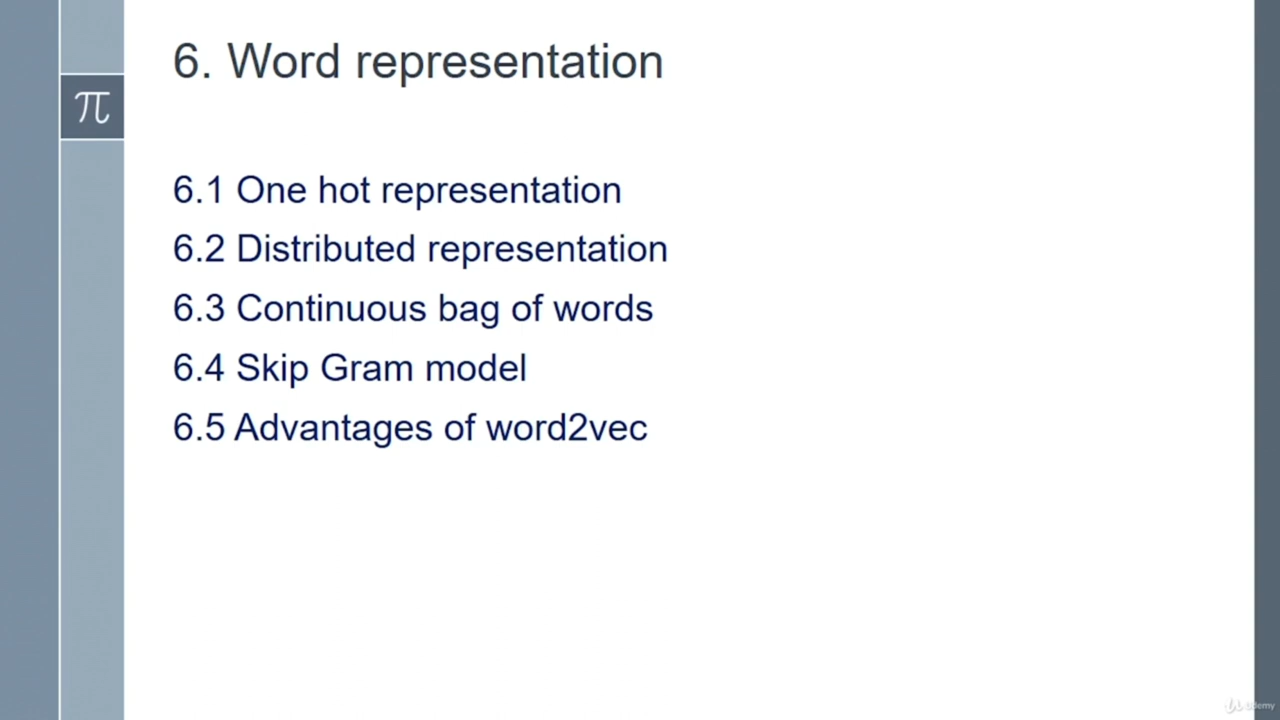 6. Word representation
π
6.1 One hot representation
6.2 Distributed representation
6.3 Continuous bag of words
6.4 Skip Gram model
6.5 Advantages of word2vec
udemy